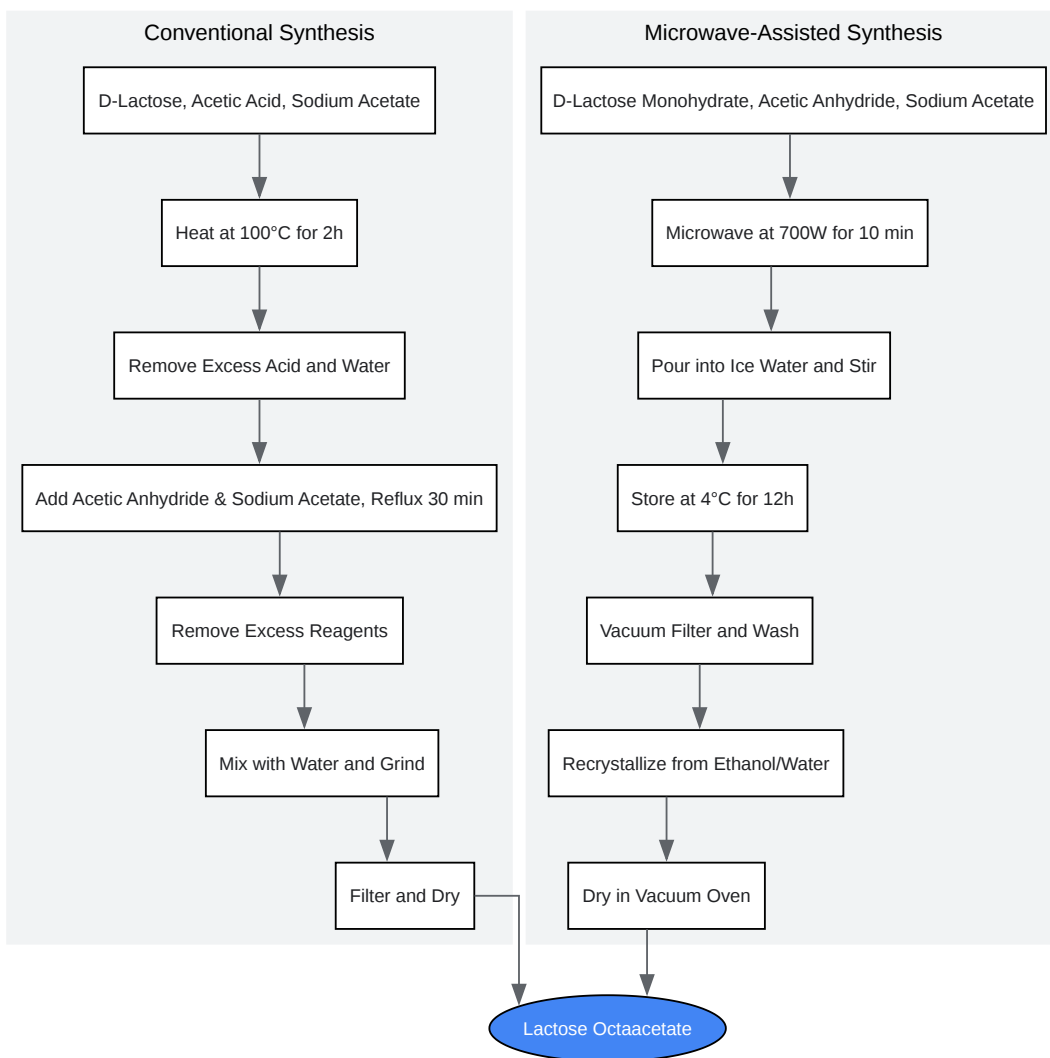 Conventional Synthesis
D-Lactose, Acetic Acid, Sodium Acetate
Heat at 100°C for 2h
Remove Excess Acid and Water
Add Acetic Anhydride & Sodium Acetate, Reflux 30 min
Remove Excess Reagents
Mix with Water and Grind
Filter and Dry
Microwave-Assisted Synthesis
D-Lactose Monohydrate, Acetic Anhydride, Sodium Acetate
Microwave at 700W for 10 min
Pour into Ice Water and Stir
Store at 4°C for 12h
Vacuum Filter and Wash
Recrystallize from Ethanol/Water
Dry in Vacuum Oven
Lactose Octaacetate